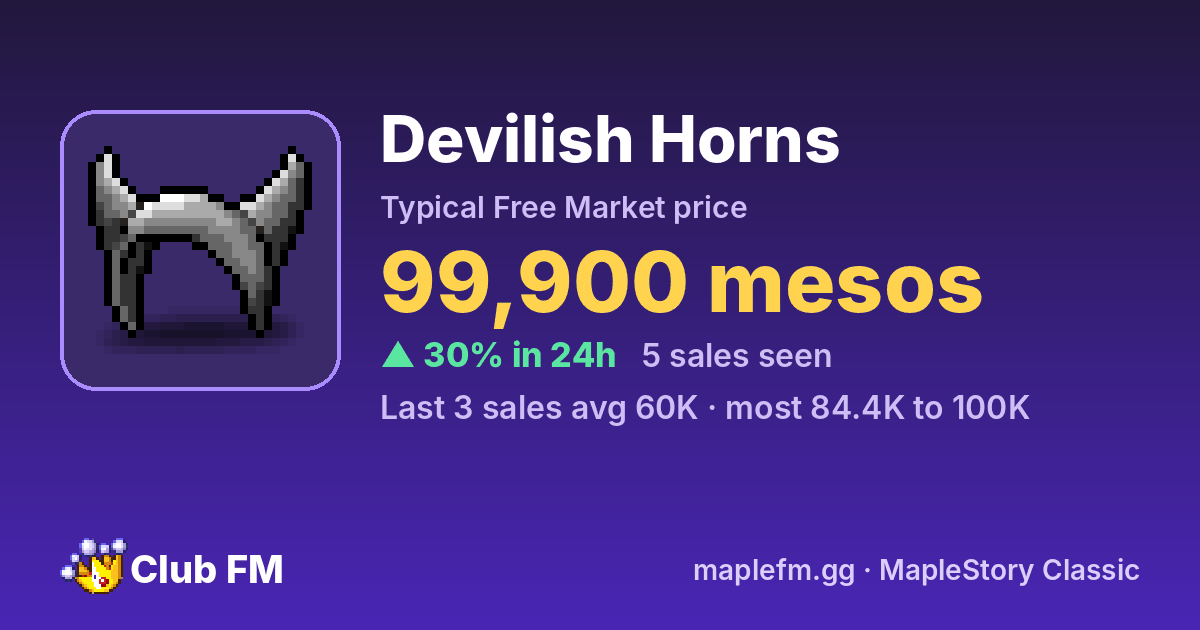 Devilish Horns
Typical Free Market price
99,900 mesos
▲ 30% in 24h 5 sales seen
Last 3 sales avg 60K · most 84.4K to 100K
Club FM
maplefm.gg · MapleStory Classic